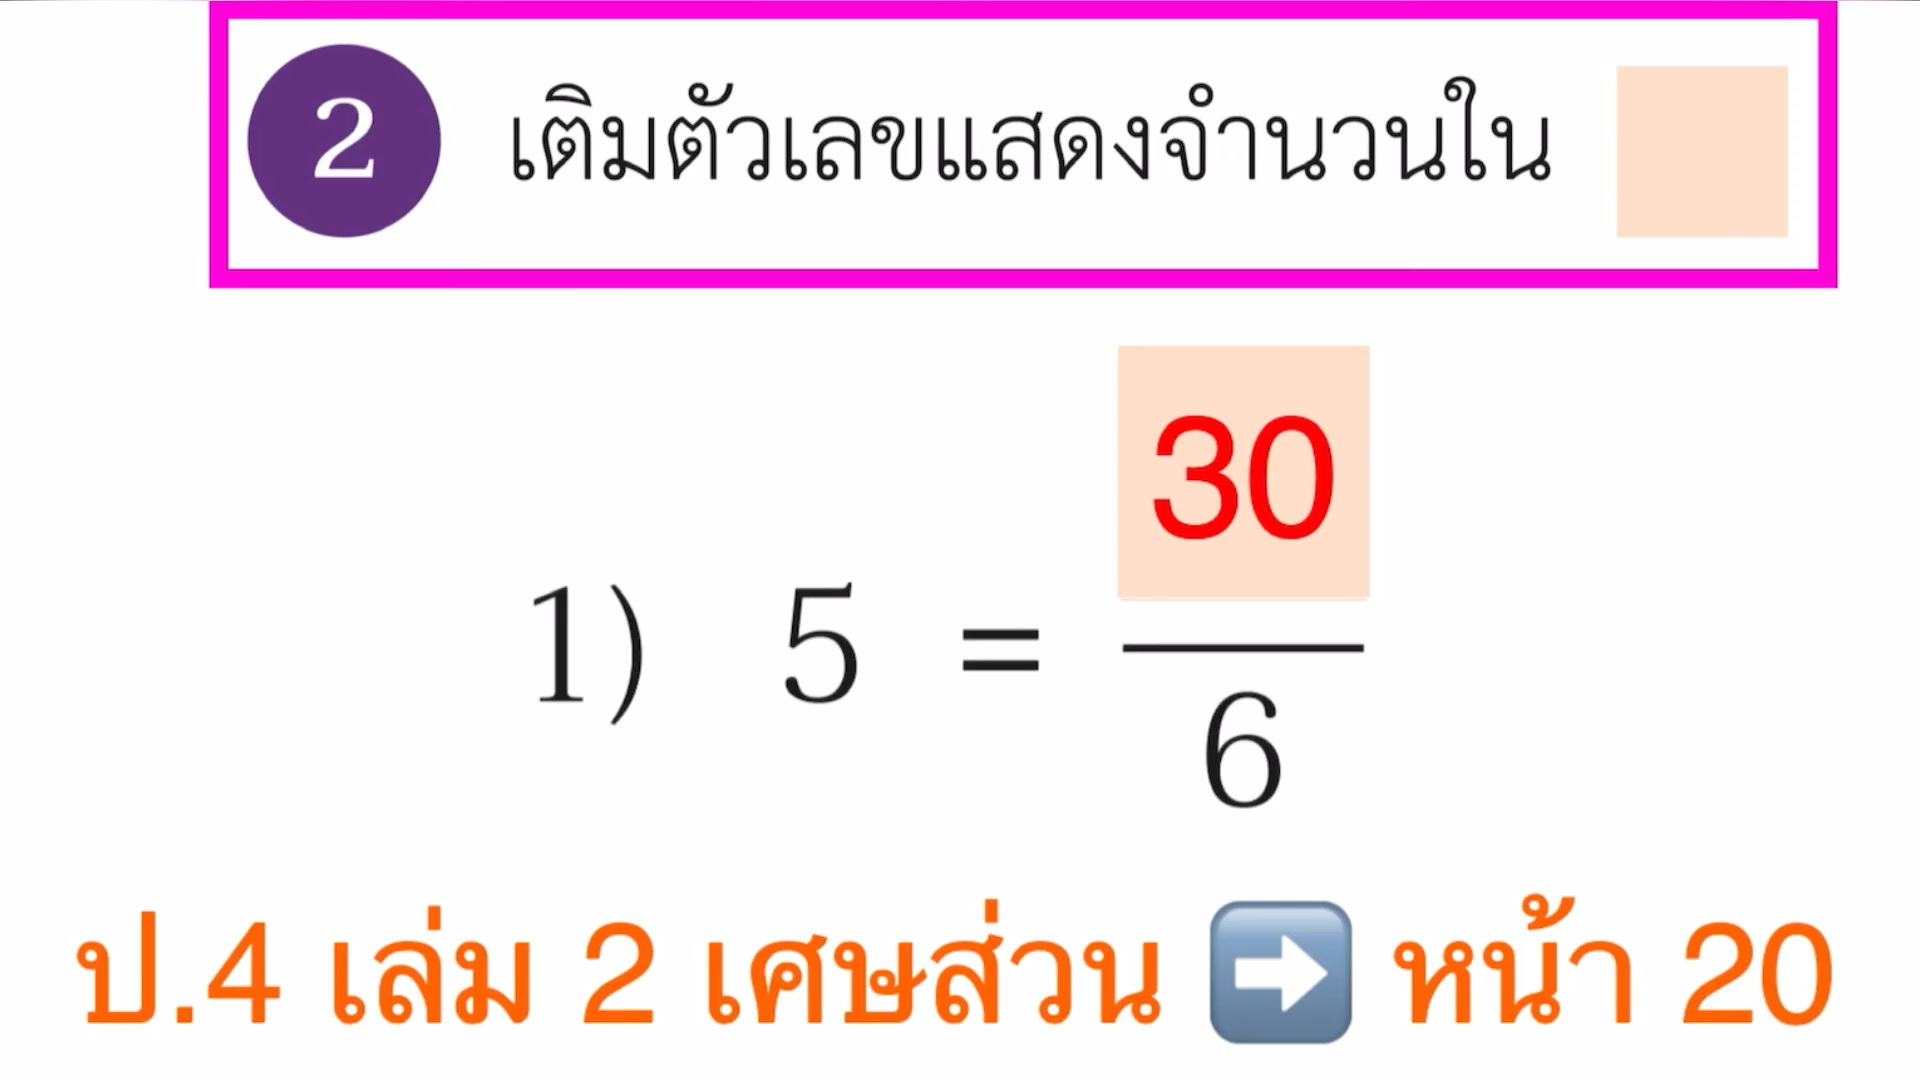 2 เติมตัวเลขแสดงจำนวนใน
30
1) 5 =
6
ป.4 เล่ม 2 เศษส่วน ➡ หน้า 20